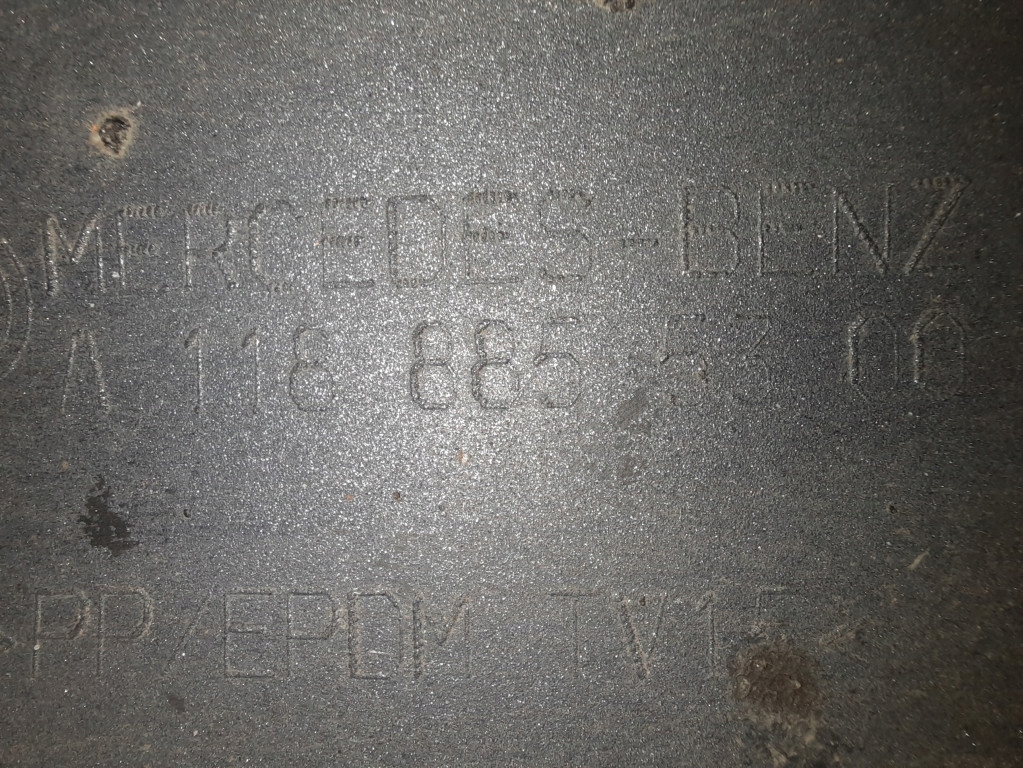 MERCEDES-BENZ
A 118 885 53 00
>PP/EPDM TV15<